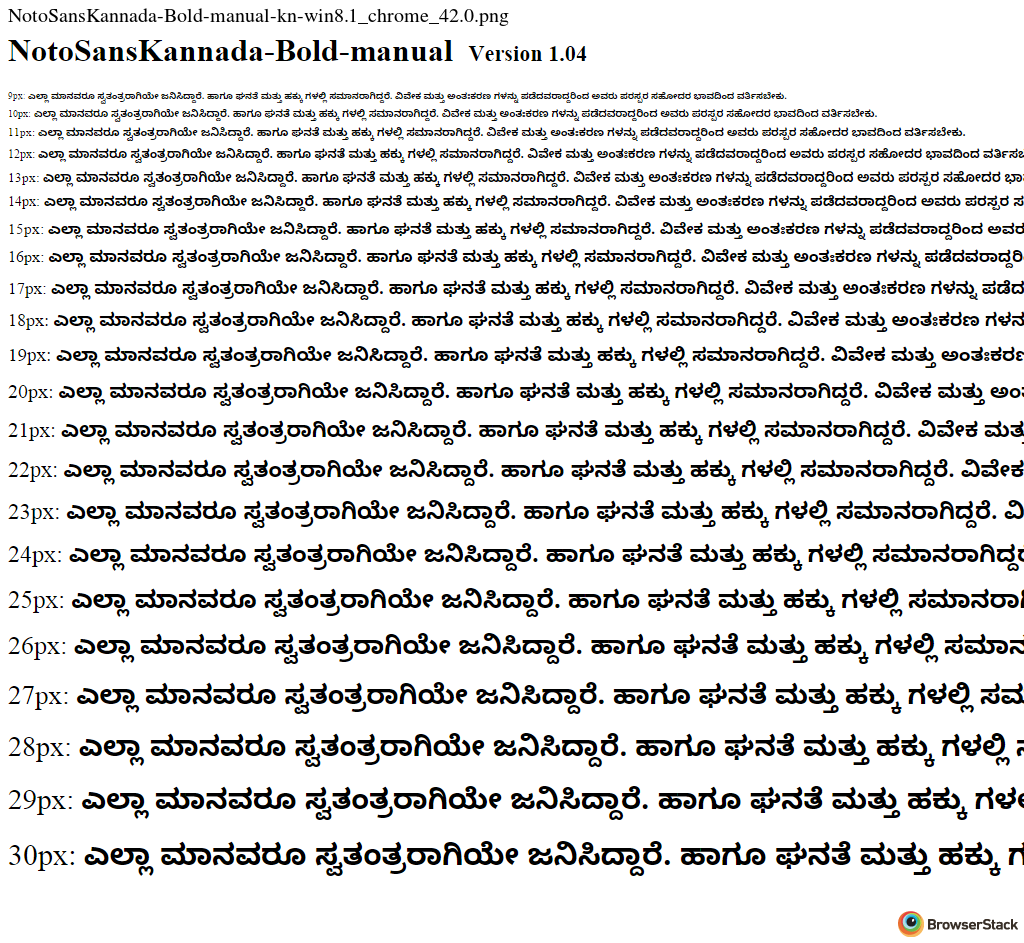 NotoSansKannada-Bold-manual-kn-win8.1_chrome_42.0.png
NotoSansKannada-Bold-manual Version 1.04
9px: ಎಲ್ಲಾ ಮಾನವರೂ ಸ್ವತಂತ್ರರಾಗಿಯೇ ಜನಿಸಿದ್ದಾರೆ. ಹಾಗೂ ಘನತೆ ಮತ್ತು ಹಕ್ಕು ಗಳಲ್ಲಿ ಸಮಾನರಾಗಿದ್ದರೆ. ವಿವೇಕ ಮತ್ತು ಅಂತಃಕರಣ ಗಳನ್ನು ಪಡೆದವರಾದ್ದರಿಂದ ಅವರು ಪರಸ್ಪರ ಸಹೋದರ ಭಾವದಿಂದ ವರ್ತಿಸಬೇಕು.
10px: ಎಲ್ಲಾ ಮಾನವರೂ ಸ್ವತಂತ್ರರಾಗಿಯೇ ಜನಿಸಿದ್ದಾರೆ. ಹಾಗೂ ಘನತೆ ಮತ್ತು ಹಕ್ಕು ಗಳಲ್ಲಿ ಸಮಾನರಾಗಿದ್ದರೆ. ವಿವೇಕ ಮತ್ತು ಅಂತಃಕರಣ ಗಳನ್ನು ಪಡೆದವರಾದ್ದರಿಂದ ಅವರು ಪರಸ್ಪರ ಸಹೋದರ ಭಾವದಿಂದ ವರ್ತಿಸಬೇಕು.
11px: ಎಲ್ಲಾ ಮಾನವರೂ ಸ್ವತಂತ್ರರಾಗಿಯೇ ಜನಿಸಿದ್ದಾರೆ. ಹಾಗೂ ಘನತೆ ಮತ್ತು ಹಕ್ಕು ಗಳಲ್ಲಿ ಸಮಾನರಾಗಿದ್ದರೆ. ವಿವೇಕ ಮತ್ತು ಅಂತಃಕರಣ ಗಳನ್ನು ಪಡೆದವರಾದ್ದರಿಂದ ಅವರು ಪರಸ್ಪರ ಸಹೋದರ ಭಾವದಿಂದ ವರ್ತಿಸಬೇಕು.
12px: ಎಲ್ಲಾ ಮಾನವರೂ ಸ್ವತಂತ್ರರಾಗಿಯೇ ಜನಿಸಿದ್ದಾರೆ. ಹಾಗೂ ಘನತೆ ಮತ್ತು ಹಕ್ಕು ಗಳಲ್ಲಿ ಸಮಾನರಾಗಿದ್ದರೆ. ವಿವೇಕ ಮತ್ತು ಅಂತಃಕರಣ ಗಳನ್ನು ಪಡೆದವರಾದ್ದರಿಂದ ಅವರು ಪರಸ್ಪರ ಸಹೋದರ ಭಾವದಿಂದ
13px: ಎಲ್ಲಾ ಮಾನವರೂ ಸ್ವತಂತ್ರರಾಗಿಯೇ ಜನಿಸಿದ್ದಾರೆ. ಹಾಗೂ ಘನತೆ ಮತ್ತು ಹಕ್ಕು ಗಳಲ್ಲಿ ಸಮಾನರಾಗಿದ್ದರೆ. ವಿವೇಕ ಮತ್ತು ಅಂತಃಕರಣ ಗಳನ್ನು ಪಡೆದವರಾದ್ದರಿಂದ ಅವರು ಪರಸ್ಪರ ಸಹೋದರ
14px: ಎಲ್ಲಾ ಮಾನವರೂ ಸ್ವತಂತ್ರರಾಗಿಯೇ ಜನಿಸಿದ್ದಾರೆ. ಹಾಗೂ ಘನತೆ ಮತ್ತು ಹಕ್ಕು ಗಳಲ್ಲಿ ಸಮಾನರಾಗಿದ್ದರೆ. ವಿವೇಕ ಮತ್ತು ಅಂತಃಕರಣ ಗಳನ್ನು ಪಡೆದವರಾದ್ದರಿಂದ ಅವರು ಪರಸ್ಪರ
15px: ಎಲ್ಲಾ ಮಾನವರೂ ಸ್ವತಂತ್ರರಾಗಿಯೇ ಜನಿಸಿದ್ದಾರೆ. ಹಾಗೂ ಘನತೆ ಮತ್ತು ಹಕ್ಕು ಗಳಲ್ಲಿ ಸಮಾನರಾಗಿದ್ದರೆ. ವಿವೇಕ ಮತ್ತು ಅಂತಃಕರಣ ಗಳನ್ನು ಪಡೆದವರಾದ್ದರಿಂದ
16px: ಎಲ್ಲಾ ಮಾನವರೂ ಸ್ವತಂತ್ರರಾಗಿಯೇ ಜನಿಸಿದ್ದಾರೆ. ಹಾಗೂ ಘನತೆ ಮತ್ತು ಹಕ್ಕು ಗಳಲ್ಲಿ ಸಮಾನರಾಗಿದ್ದರೆ. ವಿವೇಕ ಮತ್ತು ಅಂತಃಕರಣ ಗಳನ್ನು
17px: ಎಲ್ಲಾ ಮಾನವರೂ ಸ್ವತಂತ್ರರಾಗಿಯೇ ಜನಿಸಿದ್ದಾರೆ. ಹಾಗೂ ಘನತೆ ಮತ್ತು ಹಕ್ಕು ಗಳಲ್ಲಿ ಸಮಾನರಾಗಿದ್ದರೆ. ವಿವೇಕ ಮತ್ತು ಅಂತಃಕರಣ ಗಳನ್ನು
18px: ಎಲ್ಲಾ ಮಾನವರೂ ಸ್ವತಂತ್ರರಾಗಿಯೇ ಜನಿಸಿದ್ದಾರೆ. ಹಾಗೂ ಘನತೆ ಮತ್ತು ಹಕ್ಕು ಗಳಲ್ಲಿ ಸಮಾನರಾಗಿದ್ದರೆ. ವಿವೇಕ ಮತ್ತು ಅಂತಃಕರಣ
19px: ಎಲ್ಲಾ ಮಾನವರೂ ಸ್ವತಂತ್ರರಾಗಿಯೇ ಜನಿಸಿದ್ದಾರೆ. ಹಾಗೂ ಘನತೆ ಮತ್ತು ಹಕ್ಕು ಗಳಲ್ಲಿ ಸಮಾನರಾಗಿದ್ದರೆ. ವಿವೇಕ ಮತ್ತು
20px: ಎಲ್ಲಾ ಮಾನವರೂ ಸ್ವತಂತ್ರರಾಗಿಯೇ ಜನಿಸಿದ್ದಾರೆ. ಹಾಗೂ ಘನತೆ ಮತ್ತು ಹಕ್ಕು ಗಳಲ್ಲಿ ಸಮಾನರಾಗಿದ್ದರೆ. ವಿವೇಕ ಮತ್ತು
21px: ಎಲ್ಲಾ ಮಾನವರೂ ಸ್ವತಂತ್ರರಾಗಿಯೇ ಜನಿಸಿದ್ದಾರೆ. ಹಾಗೂ ಘನತೆ ಮತ್ತು ಹಕ್ಕು ಗಳಲ್ಲಿ ಸಮಾನರಾಗಿದ್ದರೆ. ವಿವೇಕ
22px: ಎಲ್ಲಾ ಮಾನವರೂ ಸ್ವತಂತ್ರರಾಗಿಯೇ ಜನಿಸಿದ್ದಾರೆ. ಹಾಗೂ ಘನತೆ ಮತ್ತು ಹಕ್ಕು ಗಳಲ್ಲಿ ಸಮಾನರಾಗಿದ್ದರೆ. ವಿವೇಕ
23px: ಎಲ್ಲಾ ಮಾನವರೂ ಸ್ವತಂತ್ರರಾಗಿಯೇ ಜನಿಸಿದ್ದಾರೆ. ಹಾಗೂ ಘನತೆ ಮತ್ತು ಹಕ್ಕು ಗಳಲ್ಲಿ ಸಮಾನರಾಗಿದ್ದರೆ.
24px: ಎಲ್ಲಾ ಮಾನವರೂ ಸ್ವತಂತ್ರರಾಗಿಯೇ ಜನಿಸಿದ್ದಾರೆ. ಹಾಗೂ ಘನತೆ ಮತ್ತು ಹಕ್ಕು ಗಳಲ್ಲಿ
25px: ಎಲ್ಲಾ ಮಾನವರೂ ಸ್ವತಂತ್ರರಾಗಿಯೇ ಜನಿಸಿದ್ದಾರೆ. ಹಾಗೂ ಘನತೆ ಮತ್ತು ಹಕ್ಕು ಗಳಲ್ಲಿ
26px: ಎಲ್ಲಾ ಮಾನವರೂ ಸ್ವತಂತ್ರರಾಗಿಯೇ ಜನಿಸಿದ್ದಾರೆ. ಹಾಗೂ ಘನತೆ ಮತ್ತು ಹಕ್ಕು ಗಳಲ್ಲಿ
27px: ಎಲ್ಲಾ ಮಾನವರೂ ಸ್ವತಂತ್ರರಾಗಿಯೇ ಜನಿಸಿದ್ದಾರೆ. ಹಾಗೂ ಘನತೆ ಮತ್ತು ಹಕ್ಕು ಗಳಲ್ಲಿ
28px: ಎಲ್ಲಾ ಮಾನವರೂ ಸ್ವತಂತ್ರರಾಗಿಯೇ ಜನಿಸಿದ್ದಾರೆ. ಹಾಗೂ ಘನತೆ ಮತ್ತು ಹಕ್ಕು ಗಳಲ್ಲಿ
29px: ಎಲ್ಲಾ ಮಾನವರೂ ಸ್ವತಂತ್ರರಾಗಿಯೇ ಜನಿಸಿದ್ದಾರೆ. ಹಾಗೂ ಘನತೆ ಮತ್ತು ಹಕ್ಕು
30px: ಎಲ್ಲಾ ಮಾನವರೂ ಸ್ವತಂತ್ರರಾಗಿಯೇ ಜನಿಸಿದ್ದಾರೆ. ಹಾಗೂ ಘನತೆ ಮತ್ತು ಹಕ್ಕು
BrowserStack